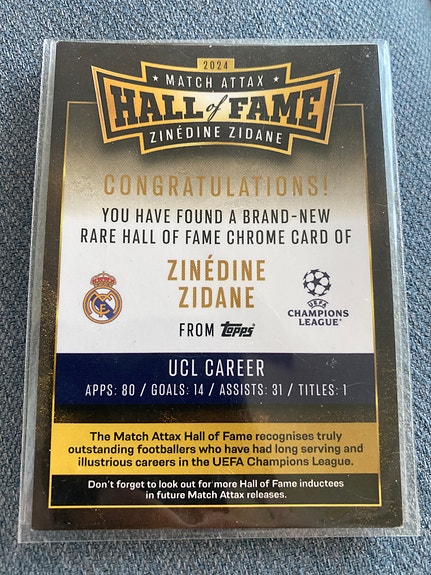 2024
MATCH ATTAX
HALL of FAME
ZINÉDINE ZIDANE
CONGRATULATIONS!
YOU HAVE FOUND A BRAND-NEW
RARE HALL OF FAME CHROME CARD OF
ZINÉDINE
ZIDANE
UEFA
CHAMPIONS
LEAGUE
FROM Topps
UCL CAREER
APPS: 80 / GOALS: 14 / ASSISTS: 31 / TITLES: 1
The Match Attax Hall of Fame recognises truly
outstanding footballers who have had long serving and
illustrious careers in the UEFA Champions League.
Don't forget to look out for more Hall of Fame inductees
in future Match Attax releases.